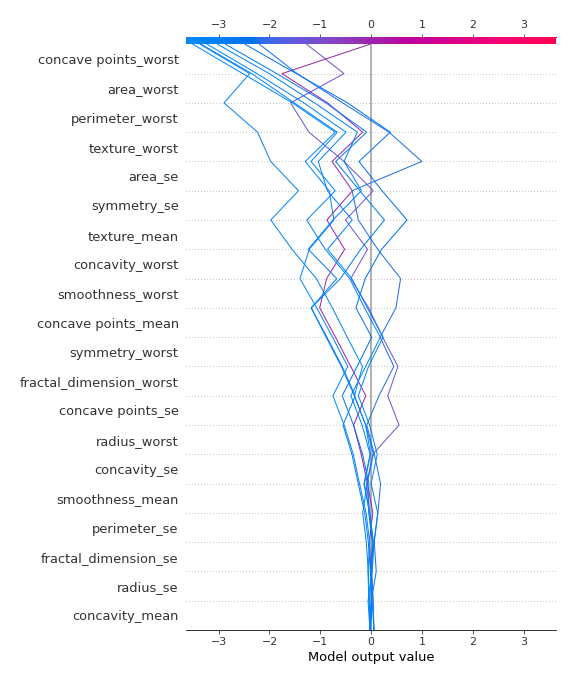 −3 −2 −1 0 1 2 3
concave points_worst
area_worst
perimeter_worst
texture_worst
area_se
symmetry_se
texture_mean
concavity_worst
smoothness_worst
concave points_mean
symmetry_worst
fractal_dimension_worst
concave points_se
radius_worst
concavity_se
smoothness_mean
perimeter_se
fractal_dimension_se
radius_se
concavity_mean
−3 −2 −1 0 1 2 3
Model output value